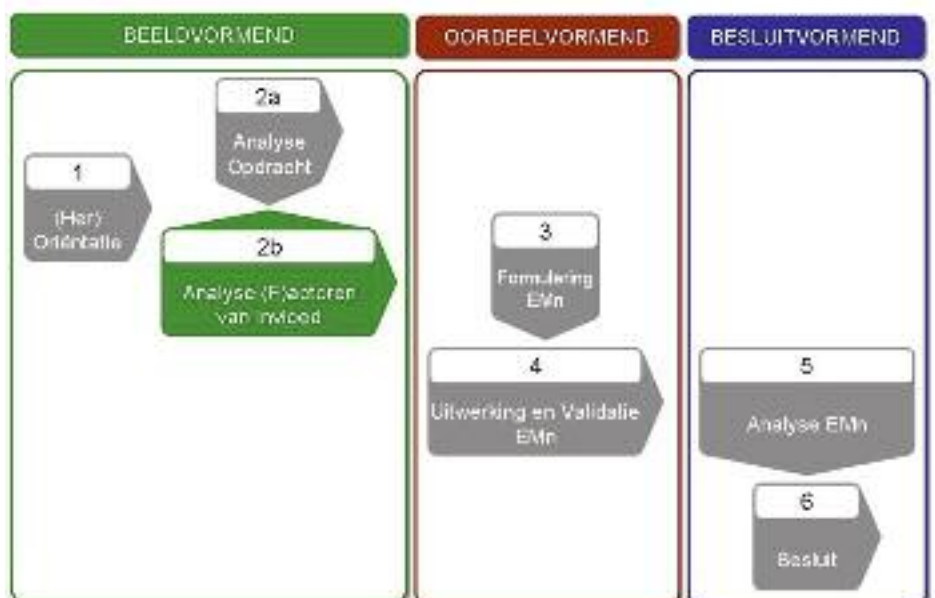 BEELDVORMEND
OORDEELVORMEND
BESLUITVORMEND
1
(Her)
Oriëntatie
2a
Analyse
Opdracht
2b
Analyse (F)actoren
van invloed
3
Formulering
EMn
4
Uitwerking en Validatie
EMn
5
Analyse EMn
6
Besluit